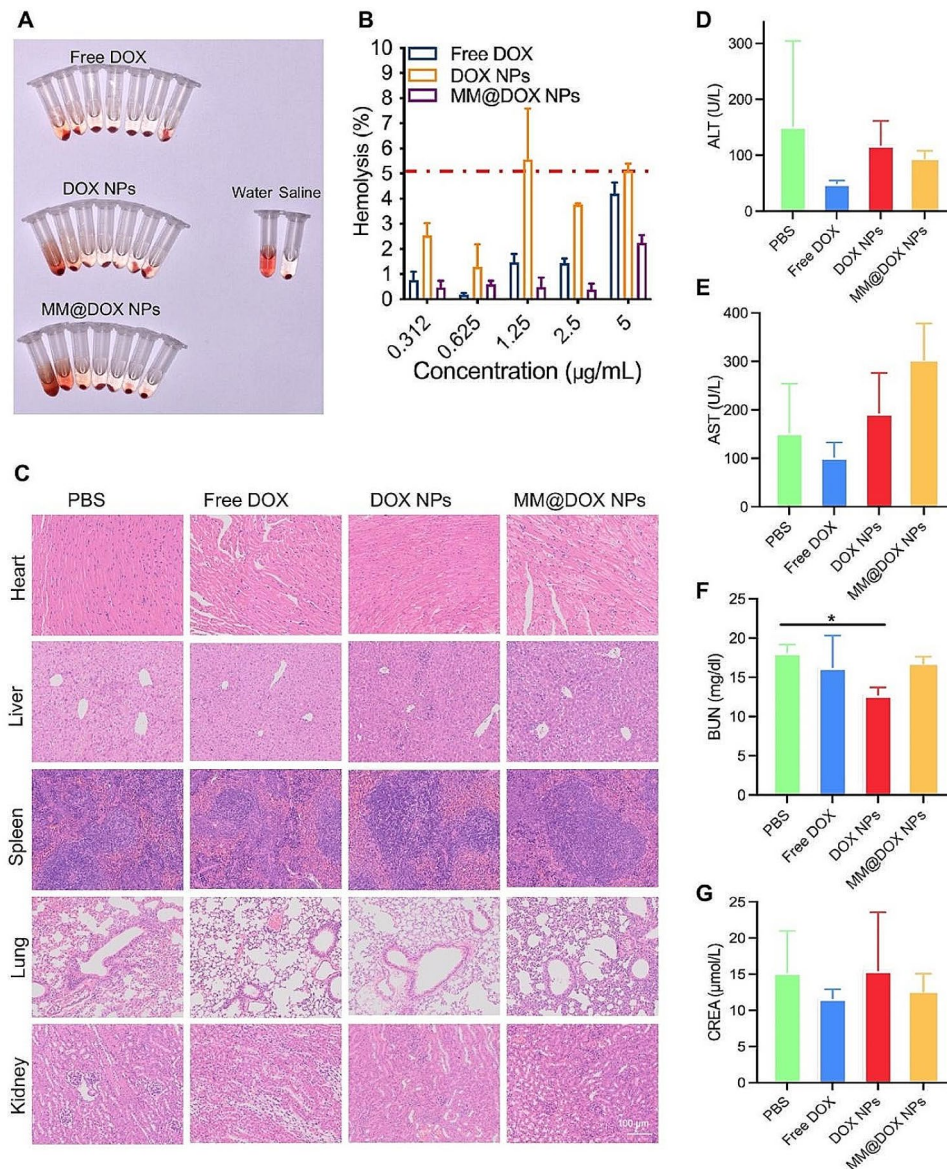 A
Free DOX
DOX NPs
Water Saline
MM@DOX NPs
B
Hemolysis (%)
10
9
8
7
6
5
4
3
2
1
0
Free DOX
DOX NPs
MM@DOX NPs
0.312
0.625
1.25
2.5
5
Concentration (µg/mL)
C
PBS
Free DOX
DOX NPs
MM@DOX NPs
Heart
Liver
Spleen
Lung
Kidney
100 µm
D
ALT (U/L)
300
200
100
0
PBS
Free DOX
DOX NPs
MM@DOX NPs
E
AST (U/L)
400
300
200
100
0
PBS
Free DOX
DOX NPs
MM@DOX NPs
F
BUN (mg/dl)
25
20
15
10
5
0
*
PBS
Free DOX
DOX NPs
MM@DOX NPs
G
CREA (µmol/L)
25
20
15
10
5
0
PBS
Free DOX
DOX NPs
MM@DOX NPs